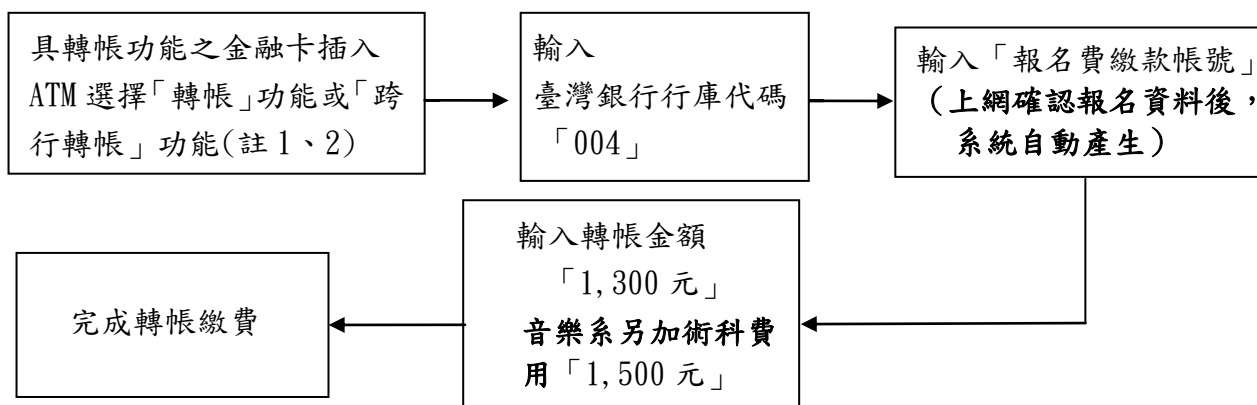 具轉帳功能之金融卡插入
ATM 選擇「轉帳」功能或「跨
行轉帳」功能(註 1、2)
輸入
臺灣銀行行庫代碼
「004」
輸入「報名費繳款帳號」
（上網確認報名資料後，
系統自動產生）
輸入轉帳金額
「1,300 元」
音樂系另加術科費
用「1,500 元」
完成轉帳繳費